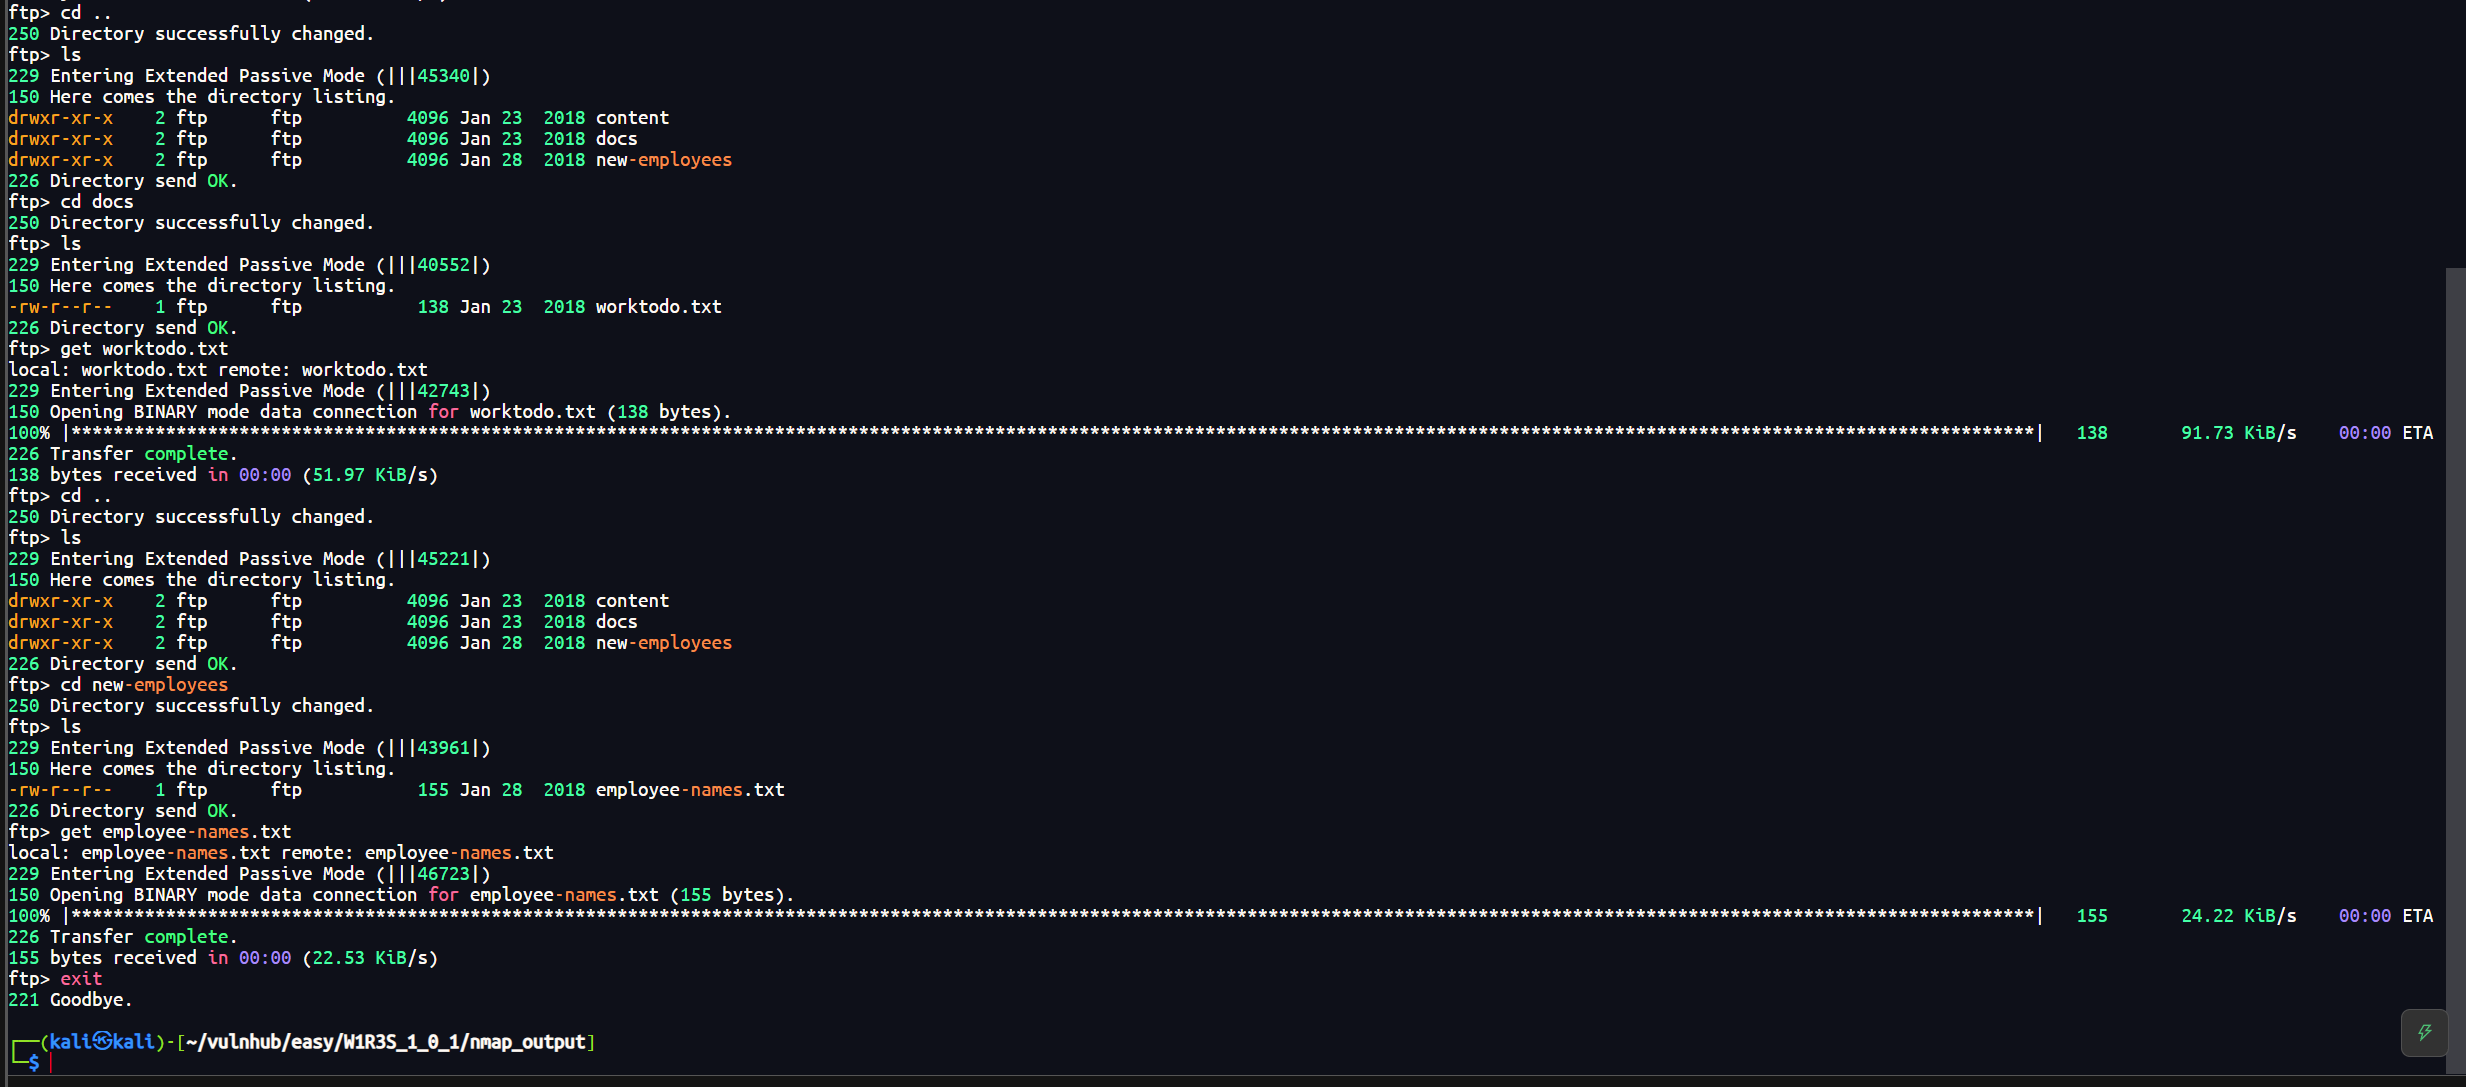 ftp> cd ..
250 Directory successfully changed.
ftp> ls
229 Entering Extended Passive Mode (|||45340|)
150 Here comes the directory listing.
drwxr-xr-x    2 ftp      ftp          4096 Jan 23  2018 content
drwxr-xr-x    2 ftp      ftp          4096 Jan 23  2018 docs
drwxr-xr-x    2 ftp      ftp          4096 Jan 28  2018 new-employees
226 Directory send OK.
ftp> cd docs
250 Directory successfully changed.
ftp> ls
229 Entering Extended Passive Mode (|||40552|)
150 Here comes the directory listing.
-rw-r--r--    1 ftp      ftp           138 Jan 23  2018 worktodo.txt
226 Directory send OK.
ftp> get worktodo.txt
local: worktodo.txt remote: worktodo.txt
229 Entering Extended Passive Mode (|||42743|)
150 Opening BINARY mode data connection for worktodo.txt (138 bytes).
100% |*******************************************************************************************************************************************************************************************|   138       91.73 KiB/s    00:00 ETA
226 Transfer complete.
138 bytes received in 00:00 (51.97 KiB/s)
ftp> cd ..
250 Directory successfully changed.
ftp> ls
229 Entering Extended Passive Mode (|||45221|)
150 Here comes the directory listing.
drwxr-xr-x    2 ftp      ftp          4096 Jan 23  2018 content
drwxr-xr-x    2 ftp      ftp          4096 Jan 23  2018 docs
drwxr-xr-x    2 ftp      ftp          4096 Jan 28  2018 new-employees
226 Directory send OK.
ftp> cd new-employees
250 Directory successfully changed.
ftp> ls
229 Entering Extended Passive Mode (|||43961|)
150 Here comes the directory listing.
-rw-r--r--    1 ftp      ftp           155 Jan 28  2018 employee-names.txt
226 Directory send OK.
ftp> get employee-names.txt
local: employee-names.txt remote: employee-names.txt
229 Entering Extended Passive Mode (|||46723|)
150 Opening BINARY mode data connection for employee-names.txt (155 bytes).
100% |*******************************************************************************************************************************************************************************************|   155       24.22 KiB/s    00:00 ETA
226 Transfer complete.
155 bytes received in 00:00 (22.53 KiB/s)
ftp> exit
221 Goodbye.
┌──(kali㉿kali)-[~/vulnhub/easy/W1R3S_1_0_1/nmap_output]
└─$